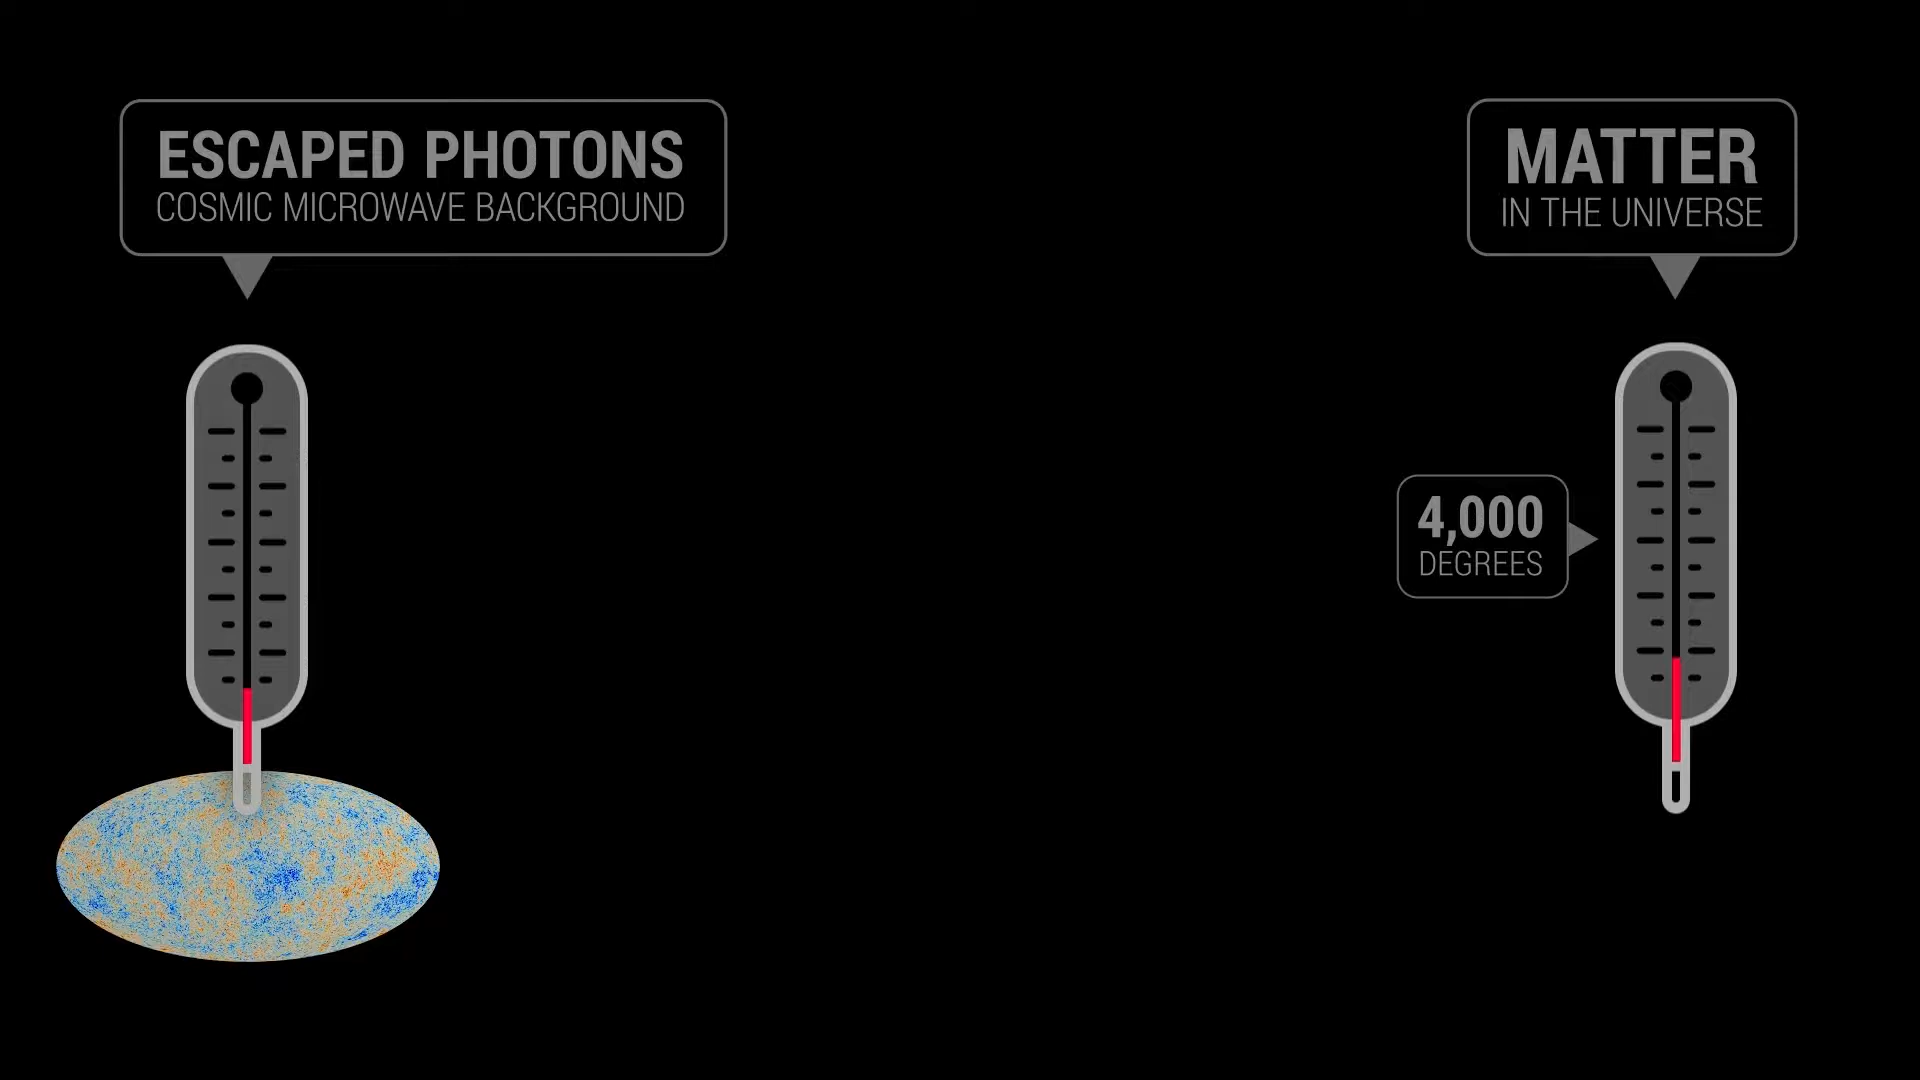 ESCAPED PHOTONS
COSMIC MICROWAVE BACKGROUND
MATTER
IN THE UNIVERSE
4,000
DEGREES